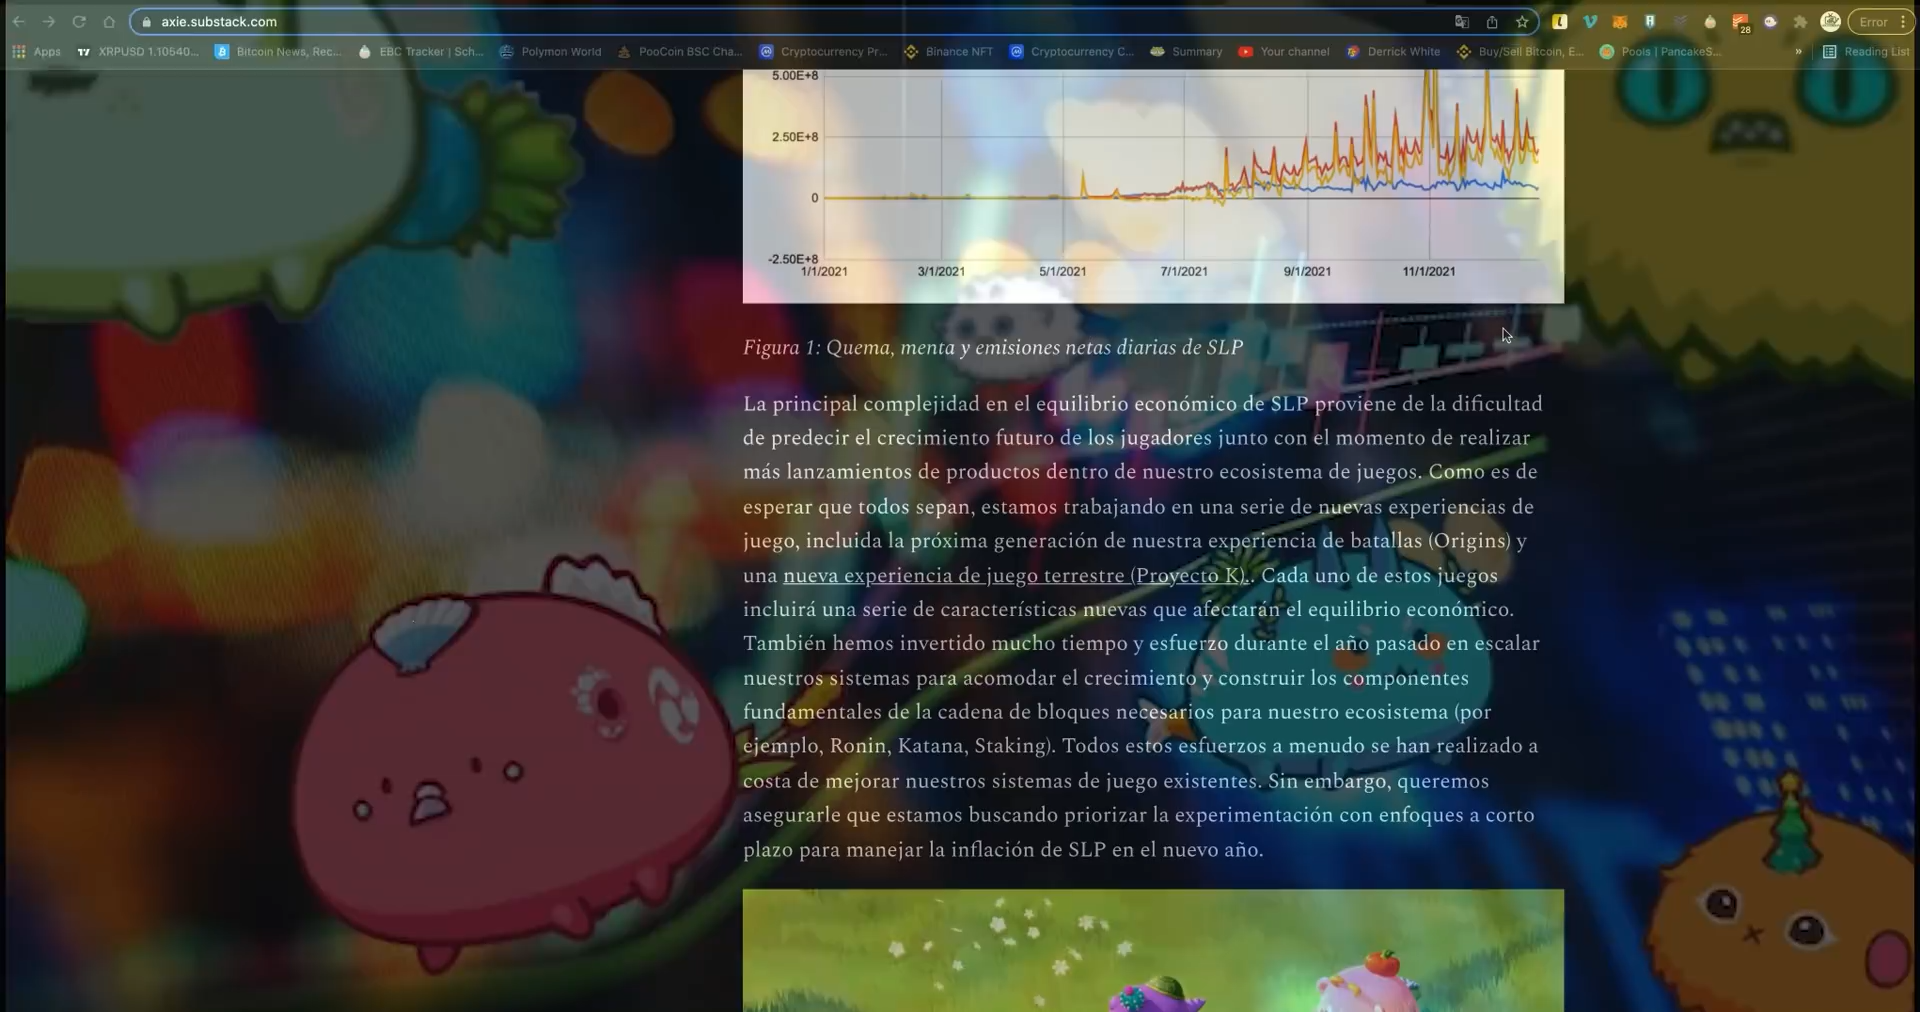 axie.substack.com
Error
Apps
XRPUSD 1.10540...
Bitcoin News, Rec...
EBC Tracker | Sch...
Polymon World
PooCoin BSC Cha...
Cryptocurrency Pr...
Binance NFT
Cryptocurrency C...
Summary
Your channel
Derrick White
Buy/Sell Bitcoin, E...
Pools | PancakeS...
»
Reading List
28
5.00E+8
2.50E+8
0
-2.50E+8
1/1/2021 3/1/2021 5/1/2021 7/1/2021 9/1/2021 11/1/2021
Figura 1: Quema, menta y emisiones netas diarias de SLP
La principal complejidad en el equilibrio económico de SLP proviene de la dificultad
de predecir el crecimiento futuro de los jugadores junto con el momento de realizar
más lanzamientos de productos dentro de nuestro ecosistema de juegos. Como es de
esperar que todos sepan, estamos trabajando en una serie de nuevas experiencias de
juego, incluida la próxima generación de nuestra experiencia de batallas (Origins) y
una nueva experiencia de juego terrestre (Proyecto K).. Cada uno de estos juegos
incluirá una serie de características nuevas que afectarán el equilibrio económico.
También hemos invertido mucho tiempo y esfuerzo durante el año pasado en escalar
nuestros sistemas para acomodar el crecimiento y construir los componentes
fundamentales de la cadena de bloques necesarios para nuestro ecosistema (por
ejemplo, Ronin, Katana, Staking). Todos estos esfuerzos a menudo se han realizado a
costa de mejorar nuestros sistemas de juego existentes. Sin embargo, queremos
asegurarle que estamos buscando priorizar la experimentación con enfoques a corto
plazo para manejar la inflación de SLP en el nuevo año.